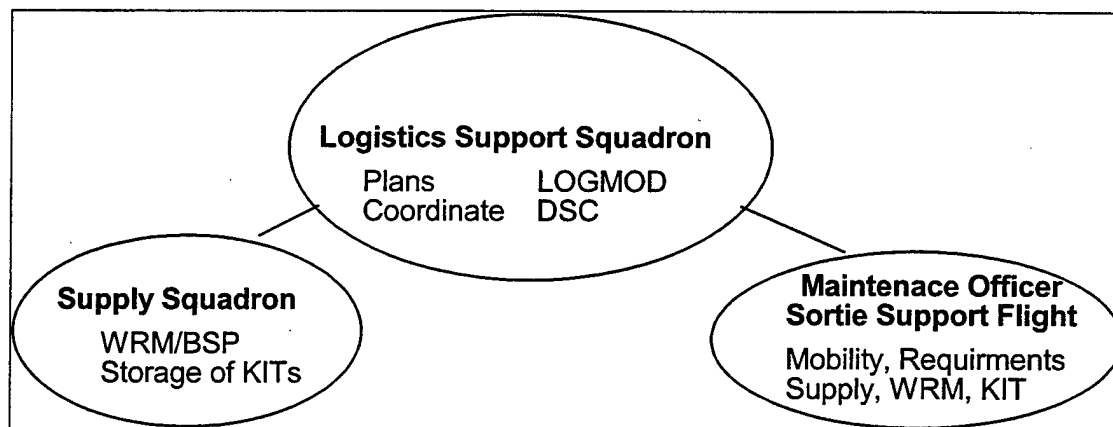 Logistics Support Squadron
Plans LOGMOD
Coordinate DSC
Supply Squadron
WRM/BSP
Storage of KITs
Maintenace Officer
Sortie Support Flight
Mobility, Requirments
Supply, WRM, KIT